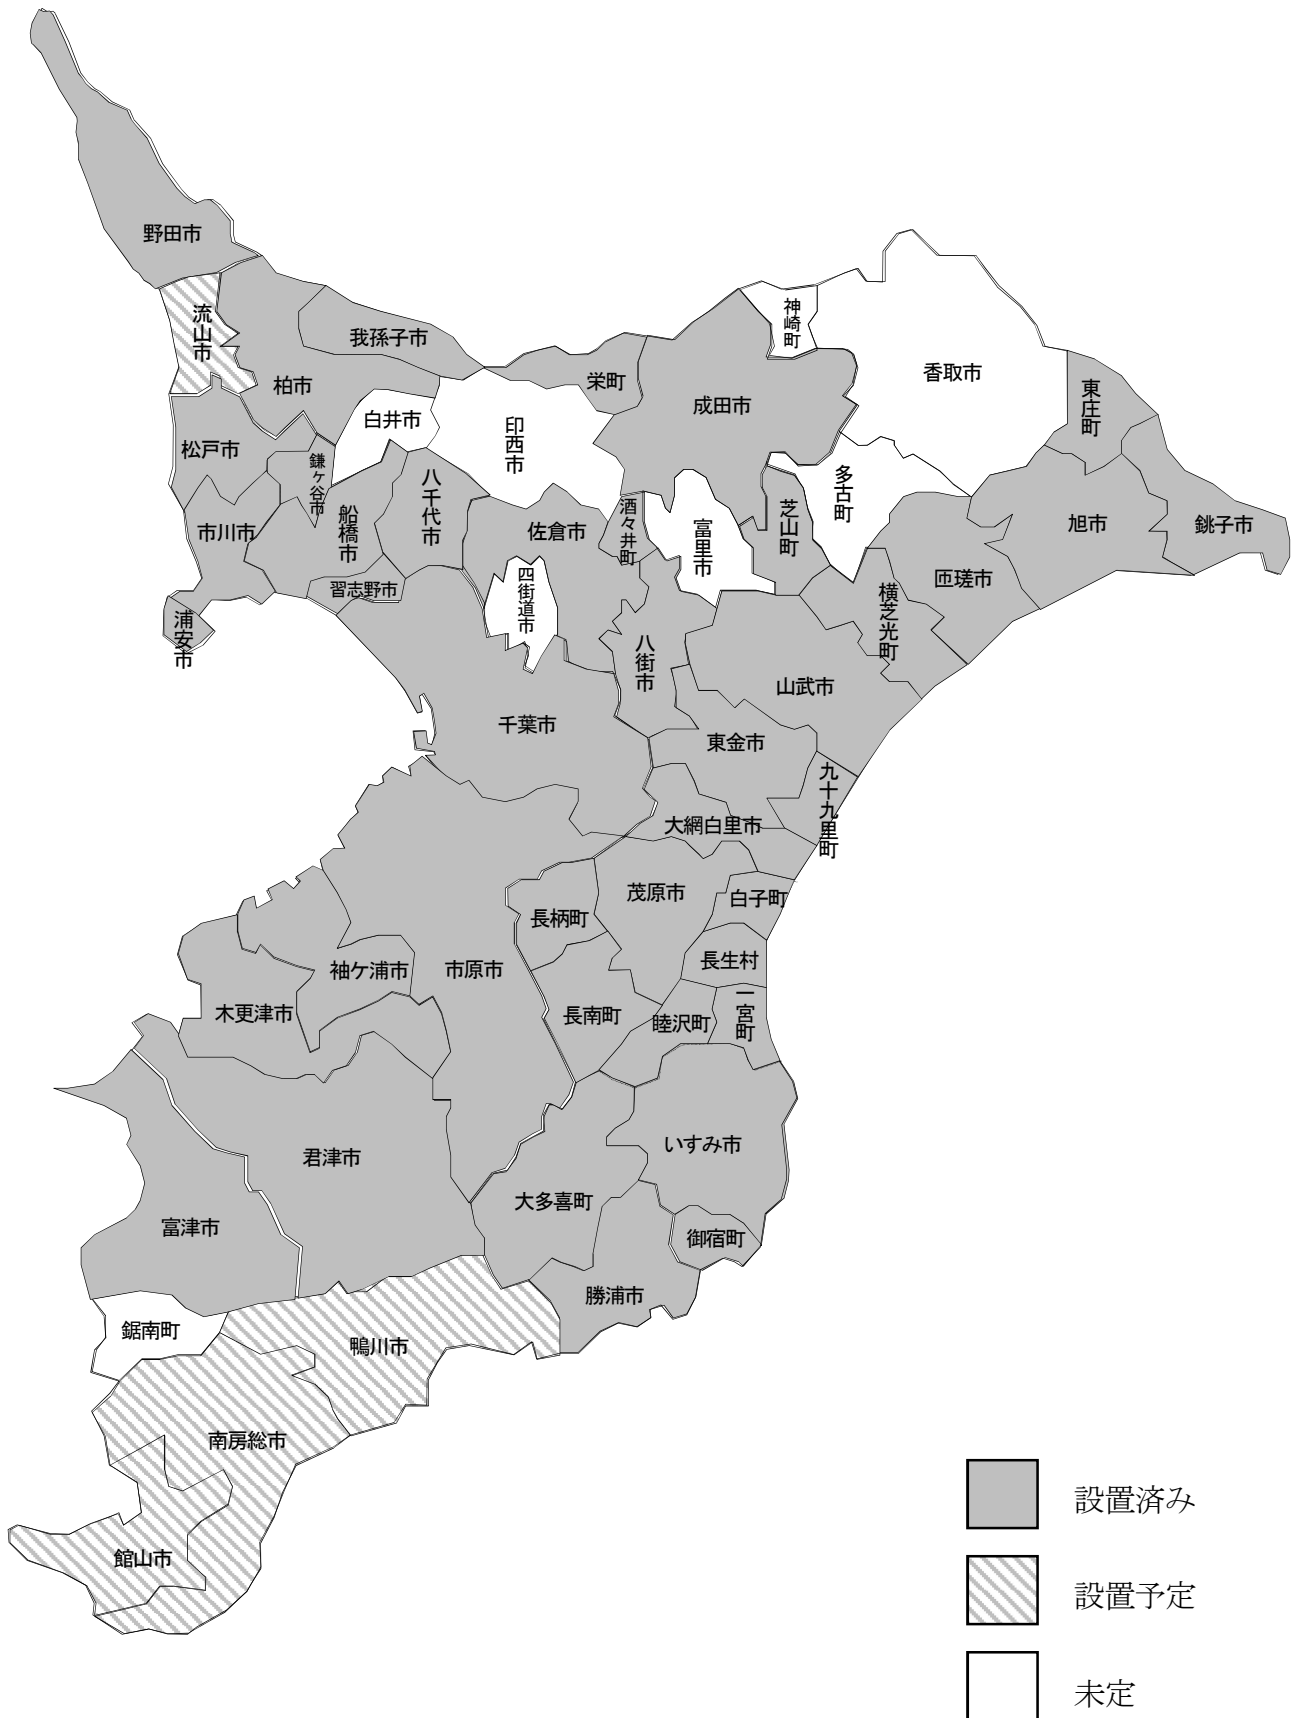 野田市
流山市
我孫子市
柏市
白井市
松戸市
鎌ヶ谷市
市川市
船橋市
八千代市
習志野市
浦安市
印西市
栄町
成田市
神崎町
香取市
東庄町
銚子市
旭市
匝瑳市
多古町
芝山町
横芝光町
富里市
酒々井町
佐倉市
四街道市
八街市
山武市
千葉市
東金市
九十九里町
大網白里市
茂原市
白子町
長柄町
長生村
一宮町
睦沢町
長南町
市原市
袖ケ浦市
木更津市
君津市
富津市
いすみ市
大多喜町
御宿町
勝浦市
鋸南町
鴨川市
南房総市
館山市
設置済み
設置予定
未定